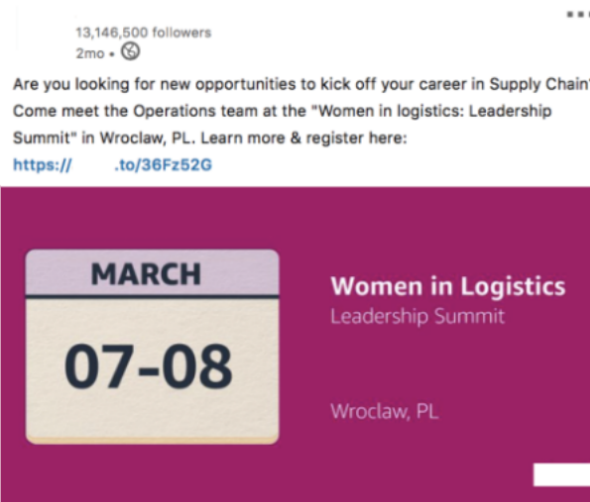 13,146,500 followers
2mo •
Are you looking for new opportunities to kick off your career in Supply Chain?
Come meet the Operations team at the "Women in logistics: Leadership
Summit" in Wroclaw, PL. Learn more & register here:
https:// .to/36Fz52G
MARCH
07-08
Women in Logistics
Leadership Summit
Wroclaw, PL